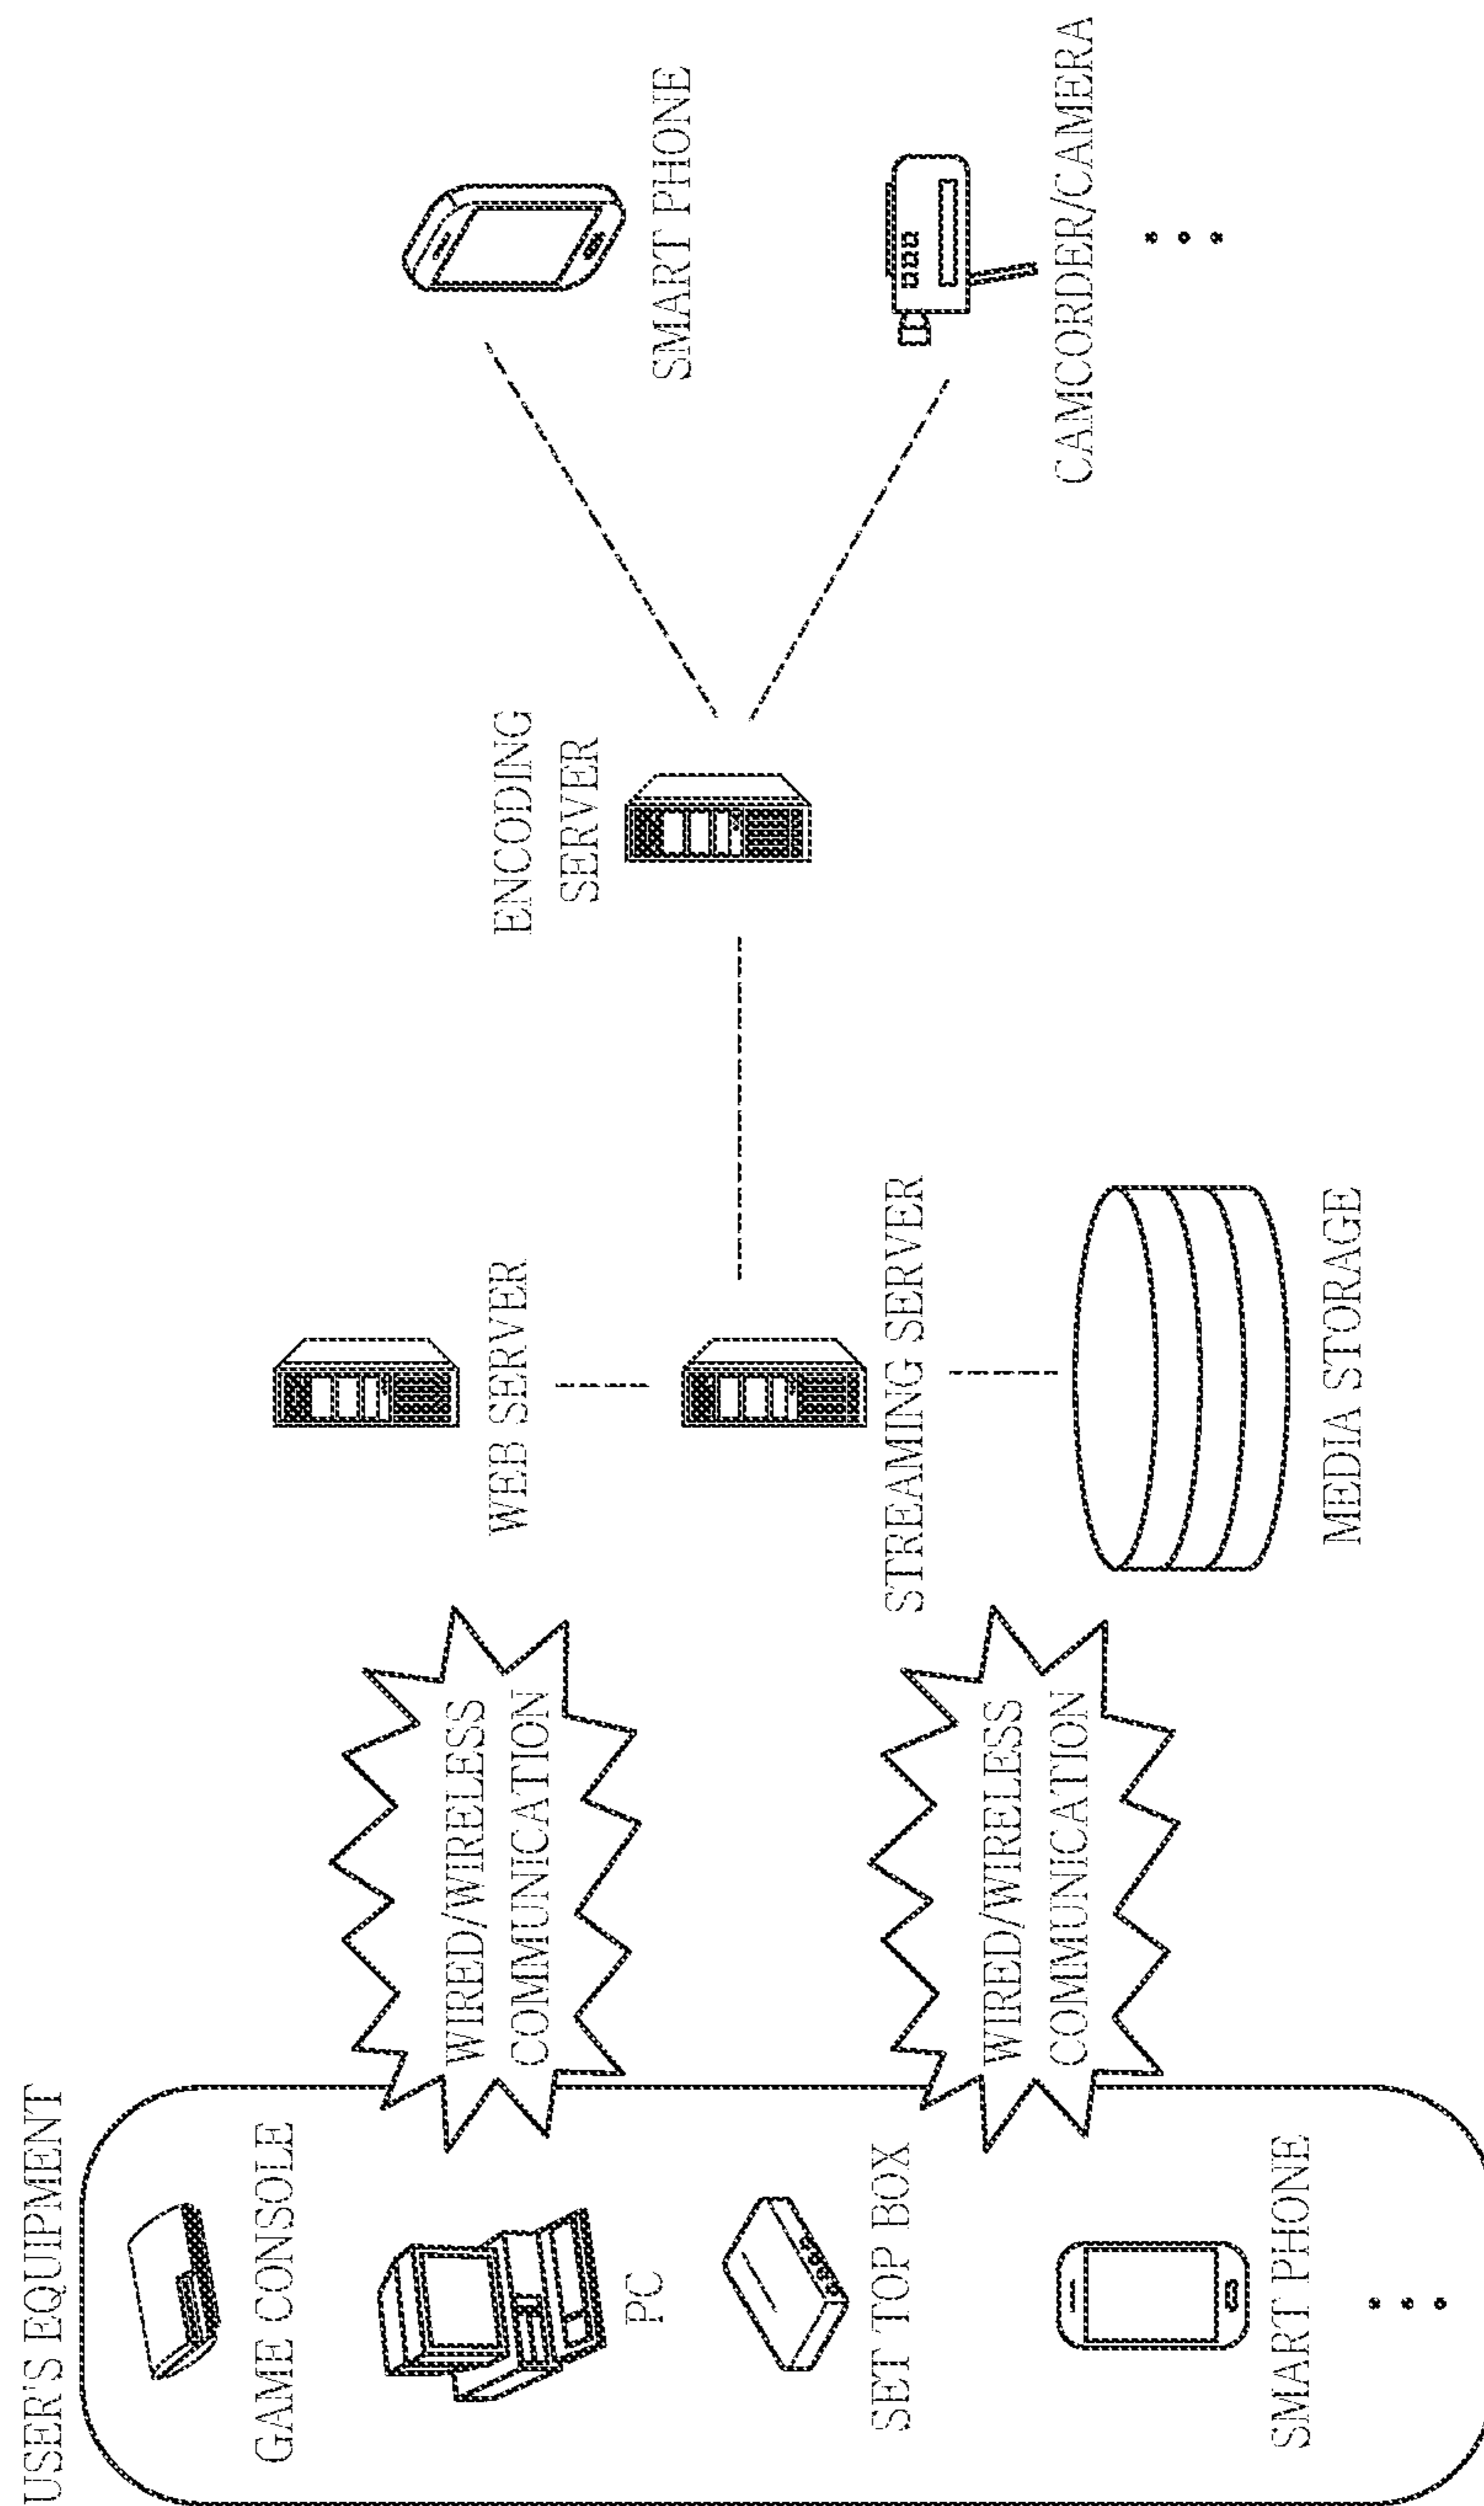 USER'S EQUIPMENT
GAME CONSOLE
PC
SET TOP BOX
SMART PHONE
WIRED/WIRELESS
COMMUNICATION
WIRED/WIRELESS
COMMUNICATION
WEB SERVER
STREAMING SERVER
MEDIA STORAGE
ENCODING
SERVER
SMART PHONE
CAMCORDER/CAMERA